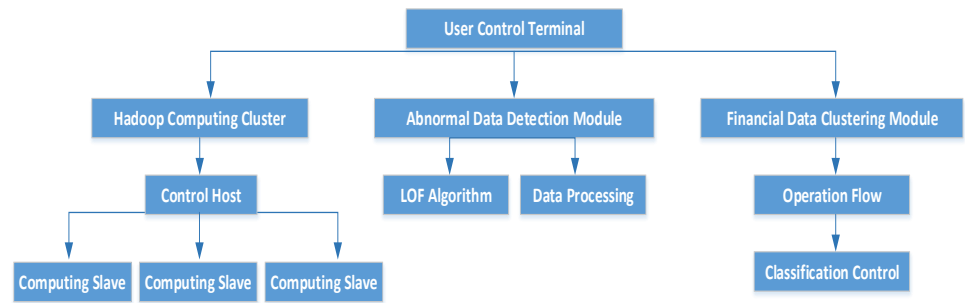 User Control Terminal
Hadoop Computing Cluster
Abnormal Data Detection Module
Financial Data Clustering Module
Control Host
LOF Algorithm
Data Processing
Operation Flow
Computing Slave
Computing Slave
Computing Slave
Classification Control